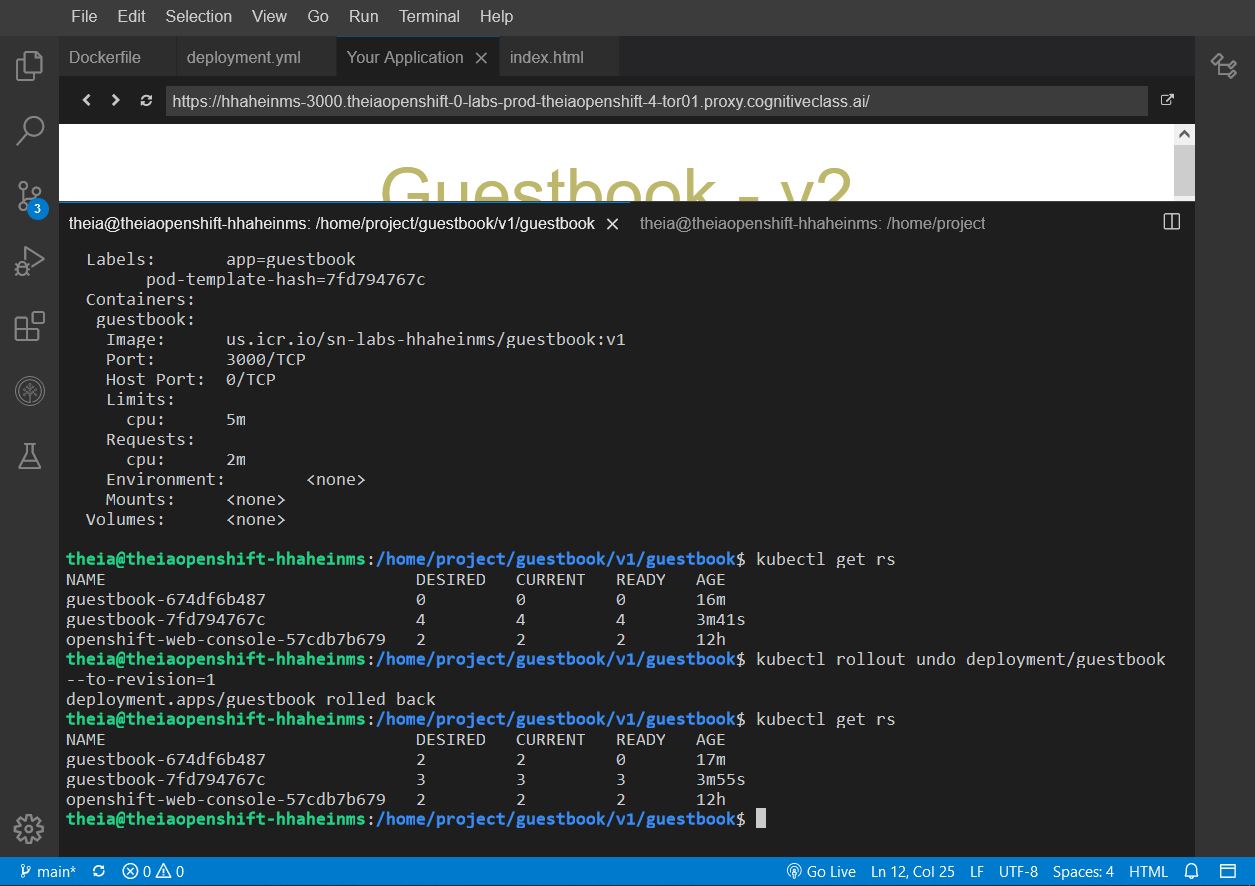 File Edit Selection View Go Run Terminal Help
Dockerfile deployment.yml Your Application index.html
https://hhaheinms-3000.theiaopenshift-0-labs-prod-theiaopenshift-4-tor01.proxy.cognitiveclass.ai/
Guestbook - v2
3
theia@theiaopenshift-hhaheinms: /home/project/guestbook/v1/guestbook theia@theiaopenshift-hhaheinms: /home/project
Labels: app=guestbook
pod-template-hash=7fd794767c
Containers:
guestbook:
Image: us.icr.io/sn-labs-hhaheinms/guestbook:v1
Port: 3000/TCP
Host Port: 0/TCP
Limits:
cpu: 5m
Requests:
cpu: 2m
Environment: <none>
Mounts: <none>
Volumes: <none>
theia@theiaopenshift-hhaheinms:/home/project/guestbook/v1/guestbook$ kubectl get rs
NAME DESIRED CURRENT READY AGE
guestbook-674df6b487 0 0 0 16m
guestbook-7fd794767c 4 4 4 3m41s
openshift-web-console-57cdb7b679 2 2 2 12h
theia@theiaopenshift-hhaheinms:/home/project/guestbook/v1/guestbook$ kubectl rollout undo deployment/guestbook
--to-revision=1
deployment.apps/guestbook rolled back
theia@theiaopenshift-hhaheinms:/home/project/guestbook/v1/guestbook$ kubectl get rs
NAME DESIRED CURRENT READY AGE
guestbook-674df6b487 2 2 0 17m
guestbook-7fd794767c 3 3 3 3m55s
openshift-web-console-57cdb7b679 2 2 2 12h
theia@theiaopenshift-hhaheinms:/home/project/guestbook/v1/guestbook$
main* 0 0 Go Live Ln 12, Col 25 LF UTF-8 Spaces: 4 HTML